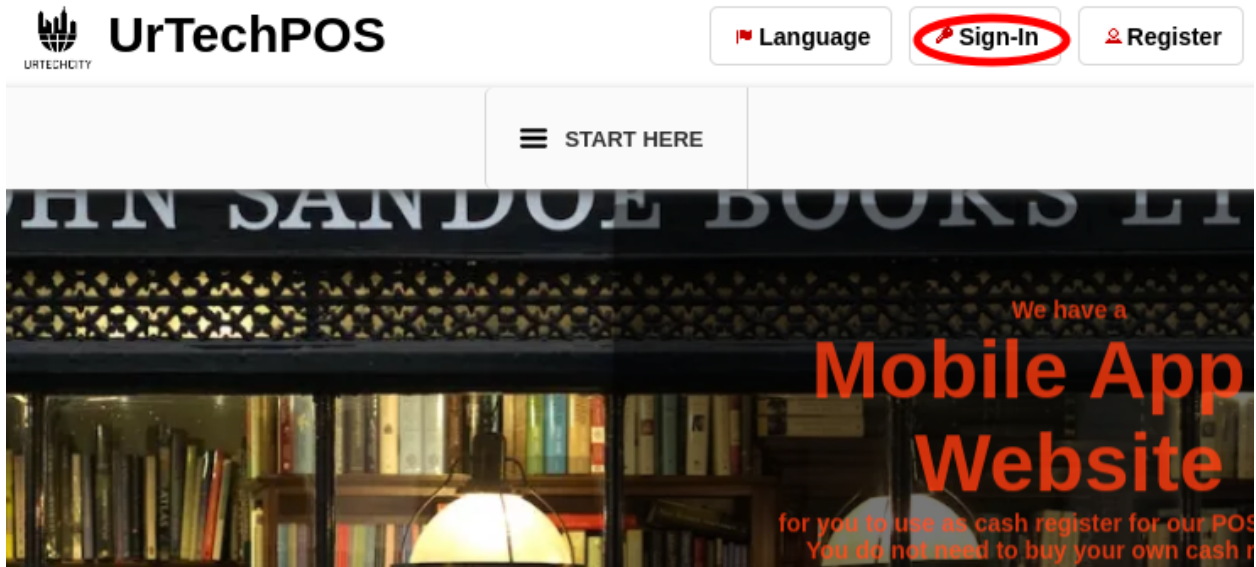 URTECHCITY
UrTechPOS
Language
Sign-In
Register
START HERE
HN SANDOE BOOKS
We have a
Mobile App
Website
for you to use as cash register for our POS
You do not need to buy your own cash
ATLAS